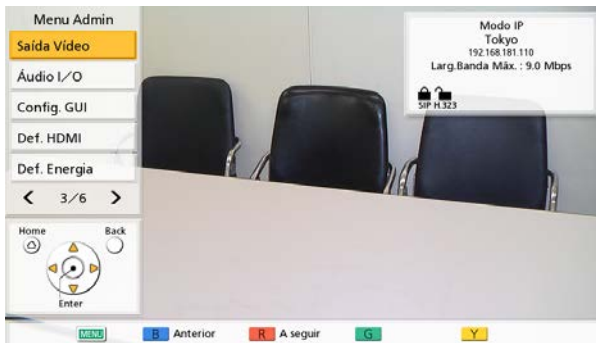 Menu Admin
Saída Vídeo
Áudio I/O
Config. GUI
Def. HDMI
Def. Energia
< 3/6 >
Home
Back
Enter
Modo IP
Tokyo
192.168.181.110
Larg.Banda Máx. : 9.0 Mbps
SIP H.323
MENU B Anterior R A seguir G Y